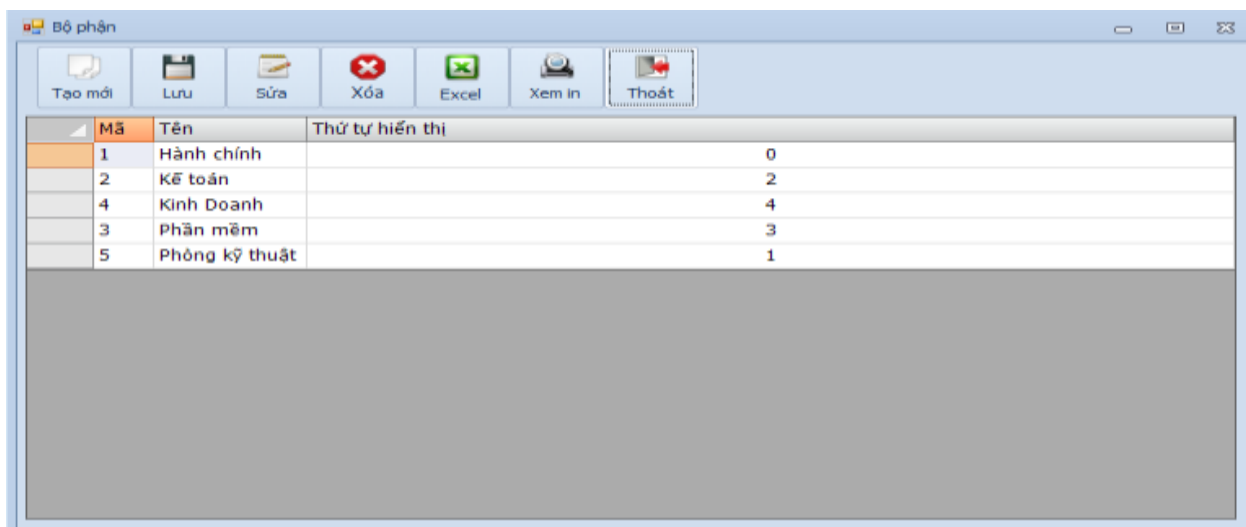 Bộ phận
Tạo mới Lưu Sửa Xóa Excel Xem in Thoát
Mã Tên Thứ tự hiển thị
1 Hành chính 0
2 Kế toán 2
4 Kinh Doanh 4
3 Phần mềm 3
5 Phòng kỹ thuật 1